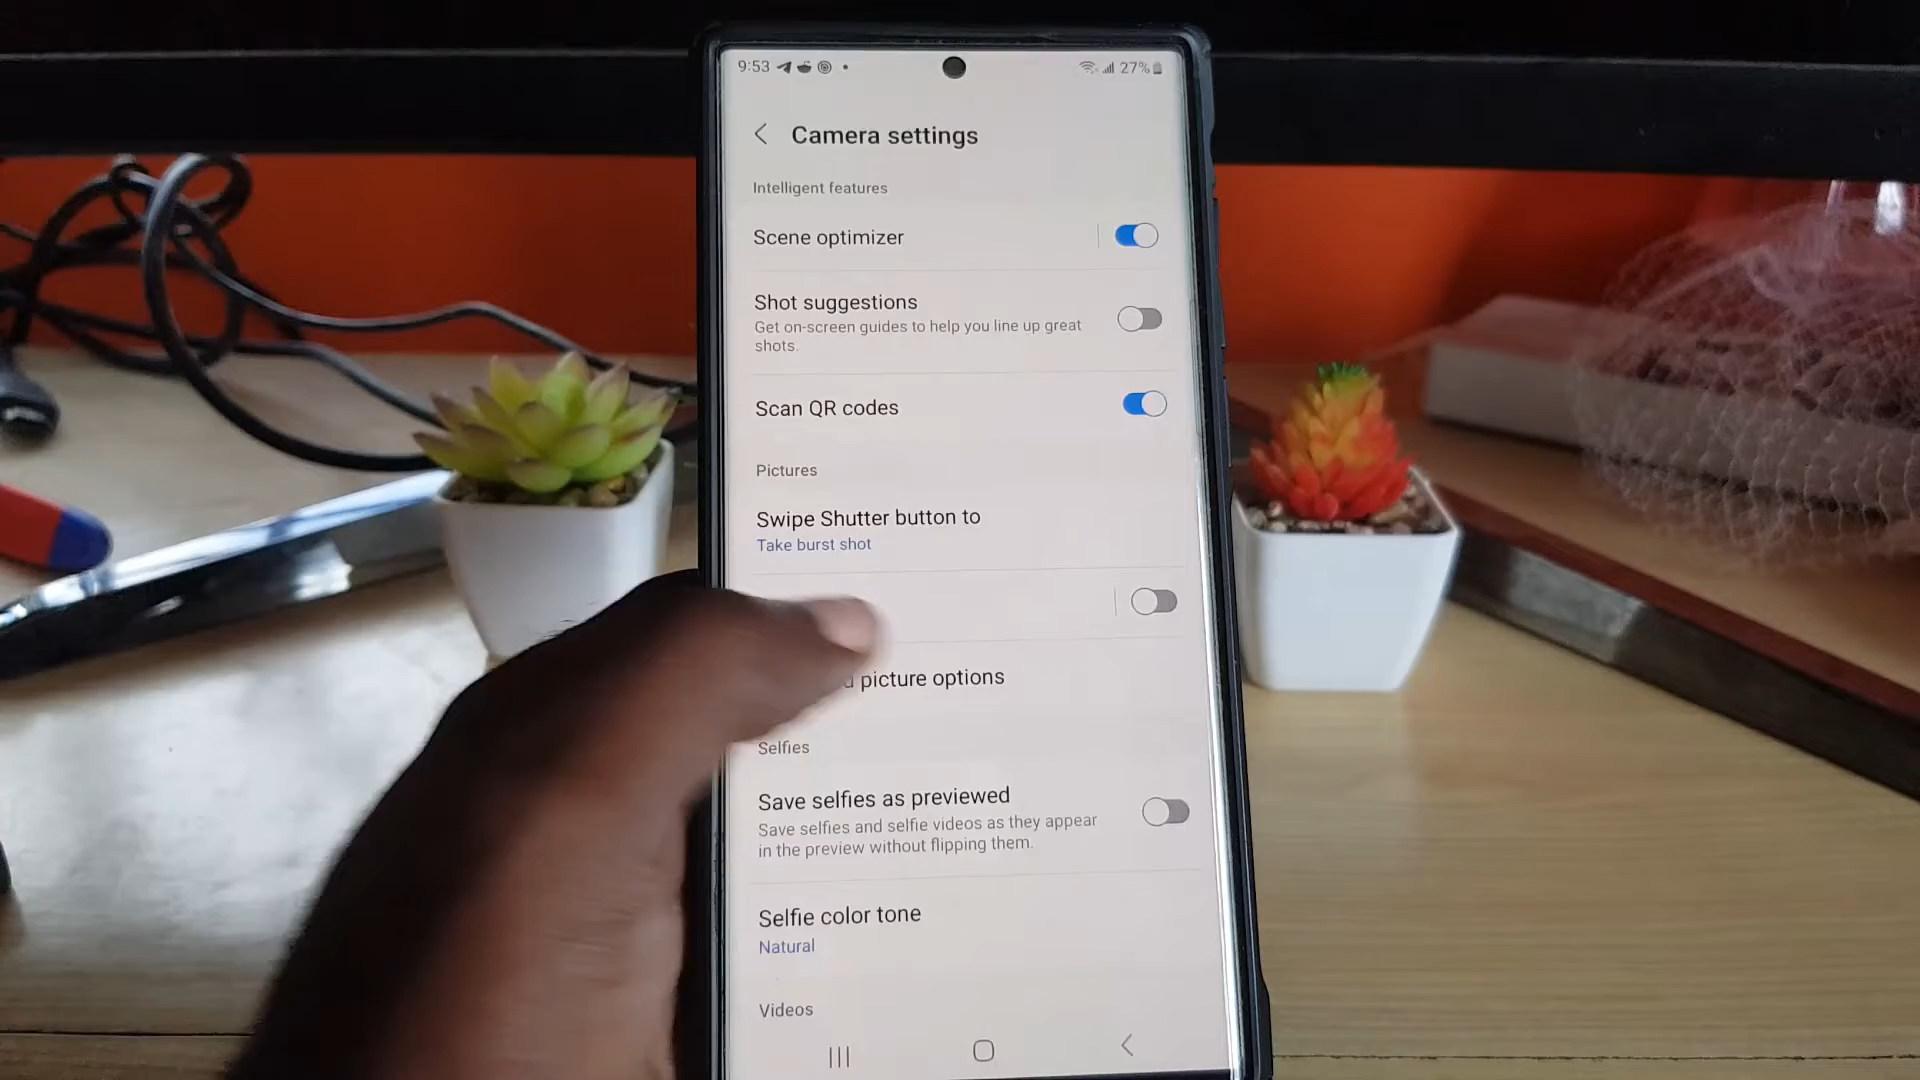 9:53
27%
Camera settings
Intelligent features
Scene optimizer
Shot suggestions
Get on-screen guides to help you line up great
shots.
Scan QR codes
Pictures
Swipe Shutter button to
Take burst shot
picture options
Selfies
Save selfies as previewed
Save selfies and selfie videos as they appear
in the preview without flipping them.
Selfie color tone
Natural
Videos